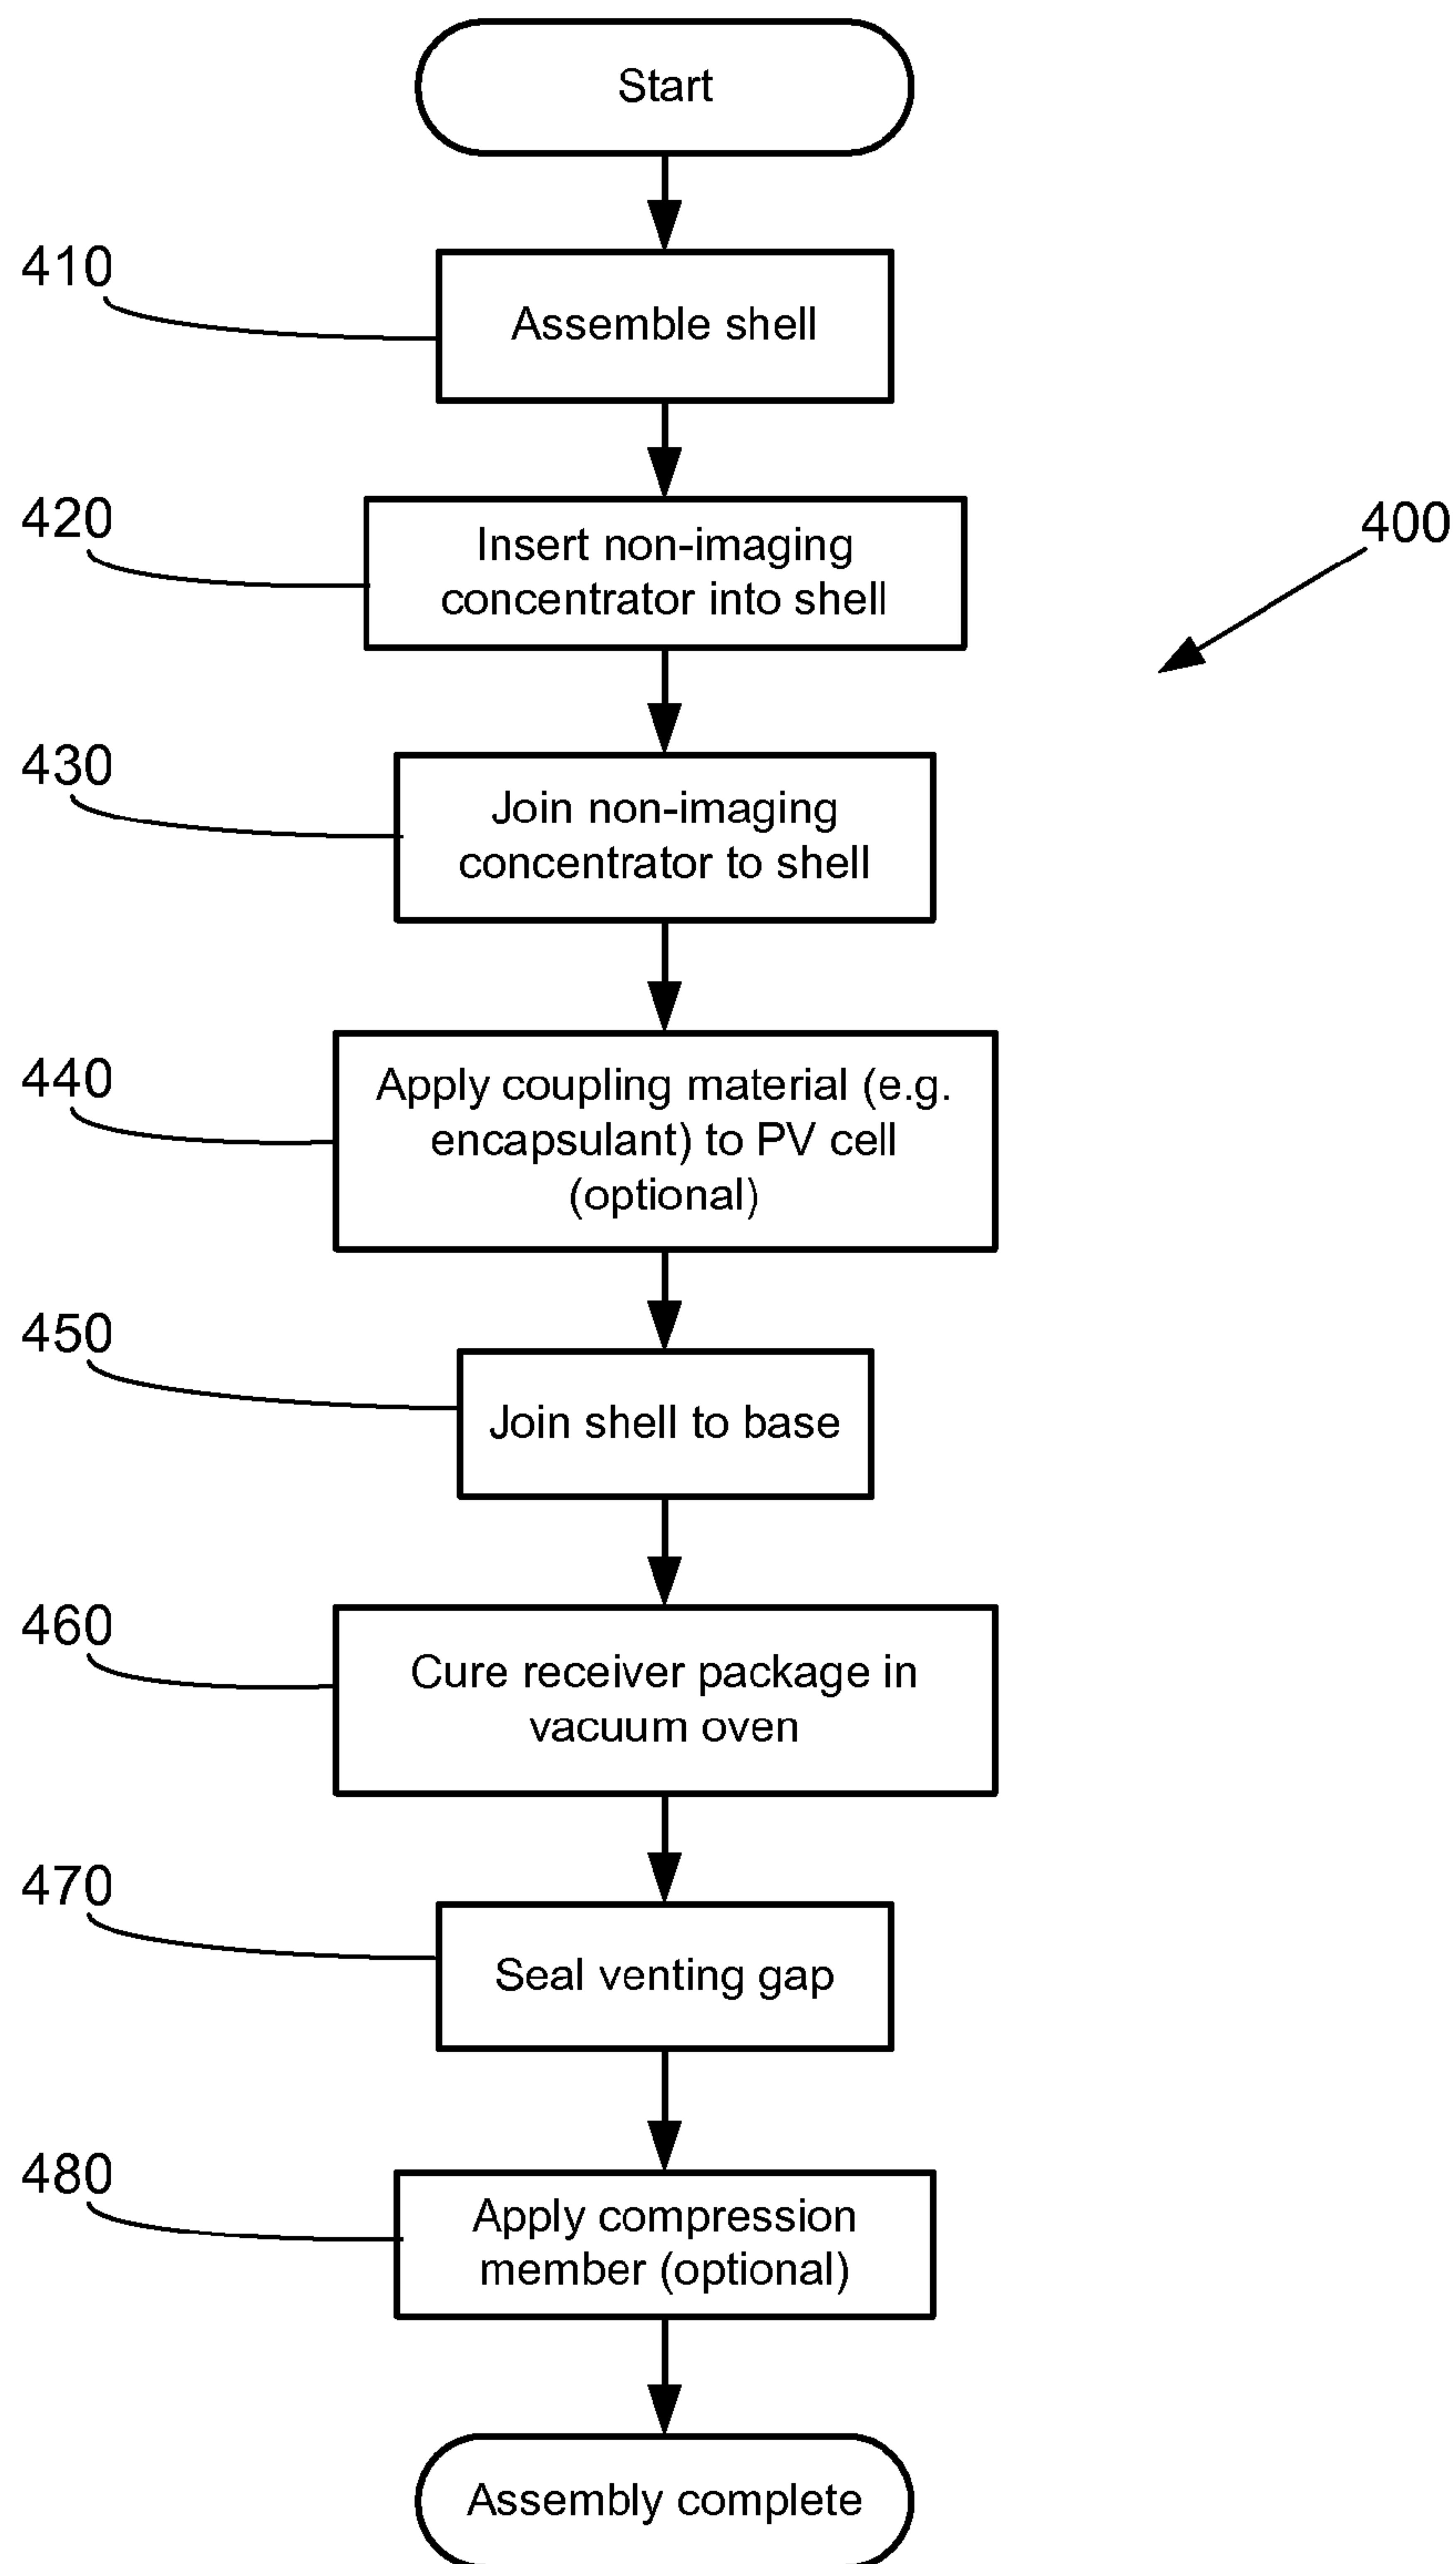 Start
410
Assemble shell
420
Insert non-imaging
concentrator into shell
400
430
Join non-imaging
concentrator to shell
440
Apply coupling material (e.g.
encapsulant) to PV cell
(optional)
450
Join shell to base
460
Cure receiver package in
vacuum oven
470
Seal venting gap
480
Apply compression
member (optional)
Assembly complete